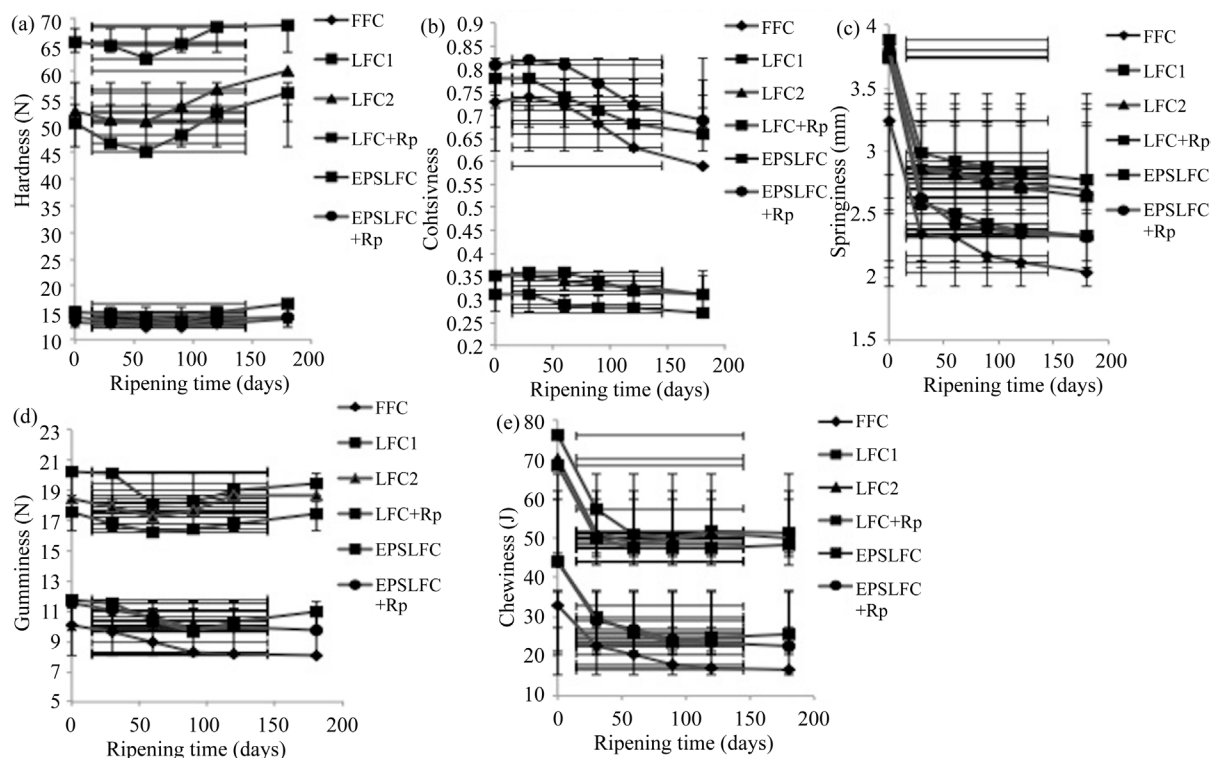 (a)
70
65
60
55
50
45
40
35
30
25
20
15
10
Hardness (N)
0 50 100 150 200
Ripening time (days)
FFC
LFC1
LFC2
LFC+Rp
EPSLFC
EPSLFC
+Rp
(b)
0.9
0.85
0.8
0.75
0.7
0.65
0.6
0.55
0.5
0.45
0.4
0.35
0.3
0.25
0.2
Cohtsivness
0 50 100 150 200
Ripening time (days)
FFC
LFC1
LFC2
LFC+Rp
EPSLFC
EPSLFC
+Rp
(c)
4
3.5
3
2.5
2
1.5
Springiness (mm)
0 50 100 150 200
Ripening time (days)
FFC
LFC1
LFC2
LFC+Rp
EPSLFC
EPSLFC
+Rp
(d)
23
21
19
17
15
13
11
9
7
5
Gumminess (N)
0 50 100 150 200
Ripening time (days)
FFC
LFC1
LFC2
LFC+Rp
EPSLFC
EPSLFC
+Rp
(e)
80
70
60
50
40
30
20
10
Chewiness (J)
0 50 100 150 200
Ripening time (days)
FFC
LFC1
LFC2
LFC+Rp
EPSLFC
EPSLFC
+Rp